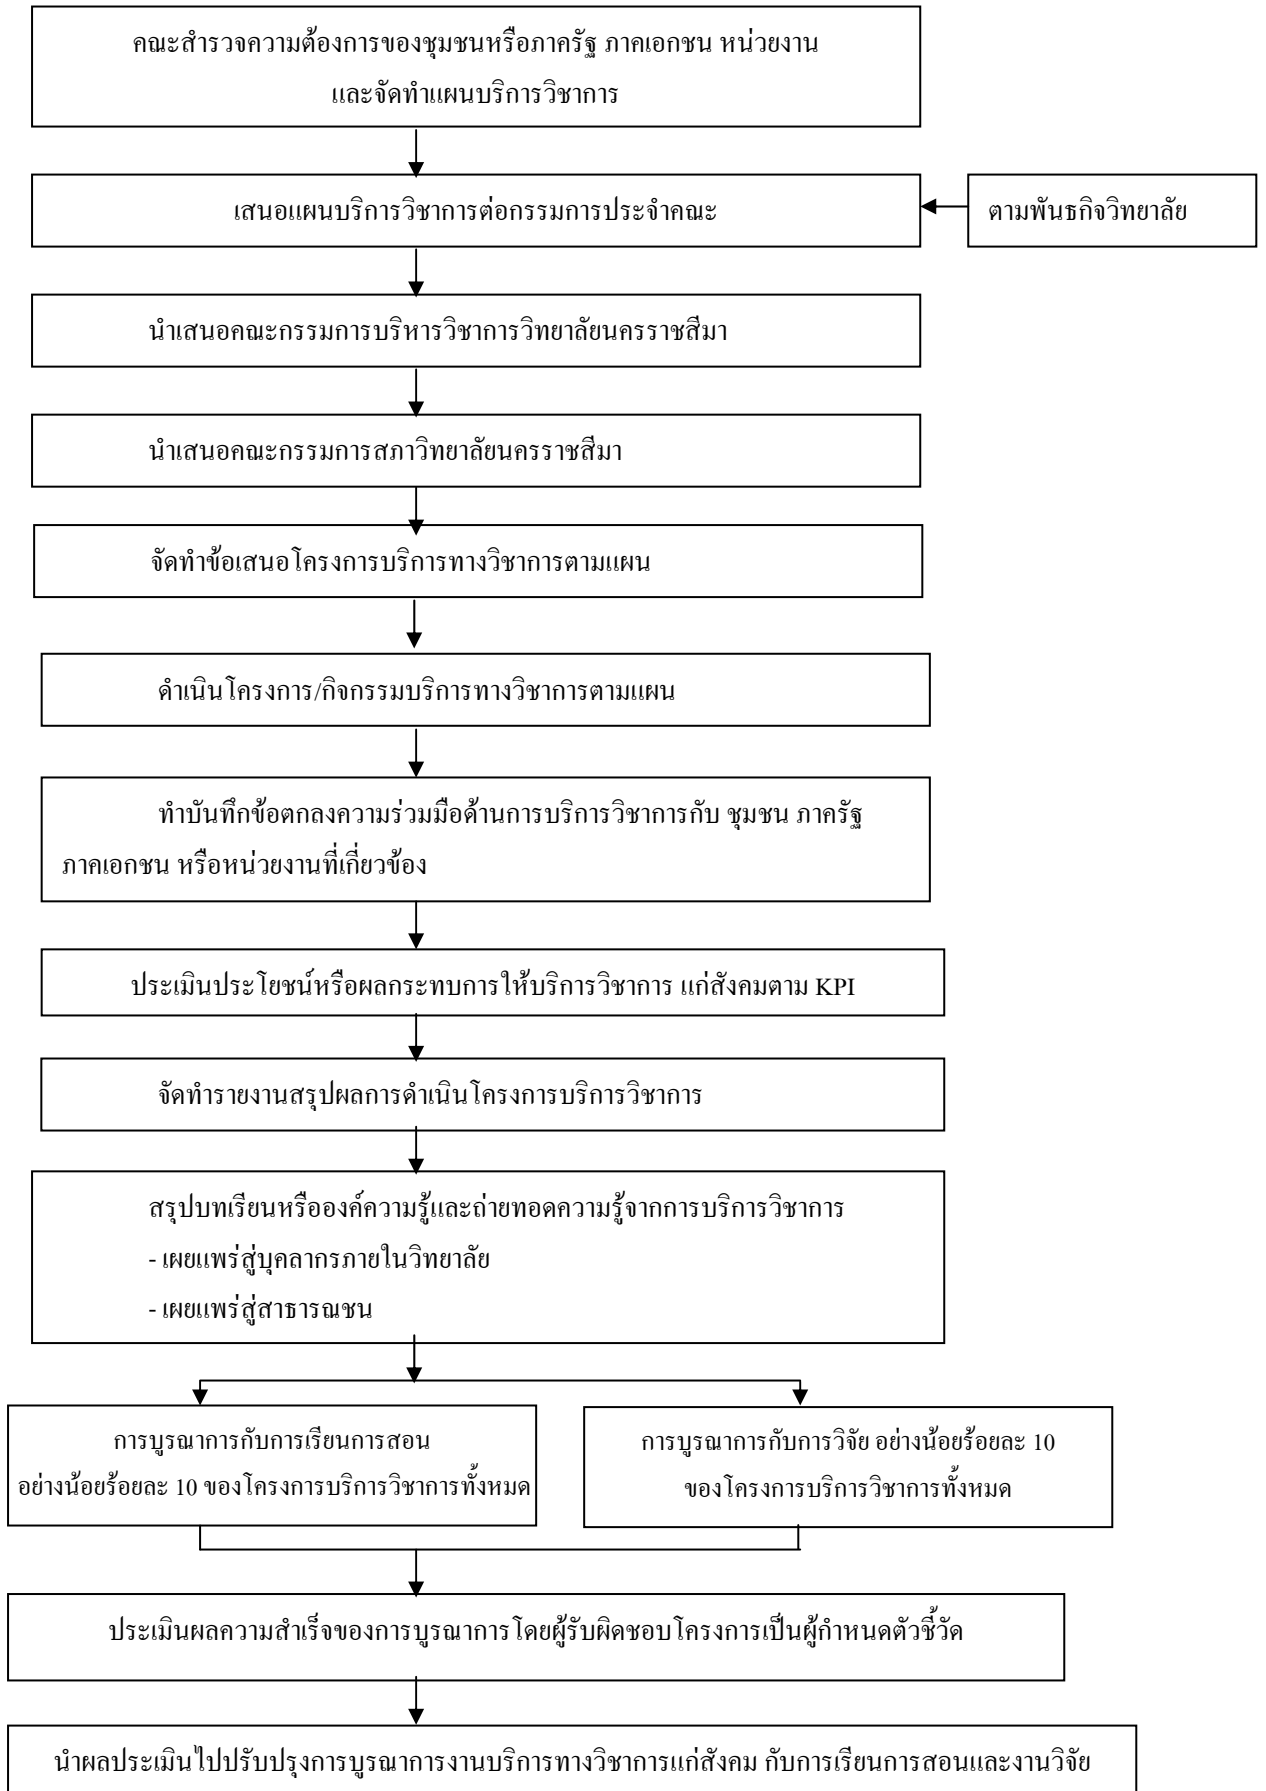 คณะสำรวจความต้องการของชุมชนหรือภาครัฐ ภาคเอกชน หน่วยงาน
และจัดทำแผนบริการวิชาการ
เสนอแผนบริการวิชาการต่อกรรมการประจำคณะ
ตามพันธกิจวิทยาลัย
นำเสนอคณะกรรมการบริหารวิชาการวิทยาลัยนครราชสีมา
นำเสนอคณะกรรมการสภาวิทยาลัยนครราชสีมา
จัดทำข้อเสนอโครงการบริการทางวิชาการตามแผน
ดำเนินโครงการ/กิจกรรมบริการทางวิชาการตามแผน
ทำบันทึกข้อตกลงความร่วมมือด้านการบริการวิชาการกับ ชุมชน ภาครัฐ
ภาคเอกชน หรือหน่วยงานที่เกี่ยวข้อง
ประเมินประโยชน์หรือผลกระทบการให้บริการวิชาการ แก่สังคมตาม KPI
จัดทำรายงานสรุปผลการดำเนินโครงการบริการวิชาการ
สรุปบทเรียนหรือองค์ความรู้และถ่ายทอดความรู้จากการบริการวิชาการ
- เผยแพร่สู่บุคลากรภายในวิทยาลัย
- เผยแพร่สู่สาธารณชน
การบูรณาการกับการเรียนการสอน
อย่างน้อยร้อยละ 10 ของโครงการบริการวิชาการทั้งหมด
การบูรณาการกับการวิจัย อย่างน้อยร้อยละ 10
ของโครงการบริการวิชาการทั้งหมด
ประเมินผลความสำเร็จของการบูรณาการโดยผู้รับผิดชอบโครงการเป็นผู้กำหนดตัวชี้วัด
นำผลประเมินไปปรับปรุงการบูรณาการงานบริการทางวิชาการแก่สังคม กับการเรียนการสอนและงานวิจัย